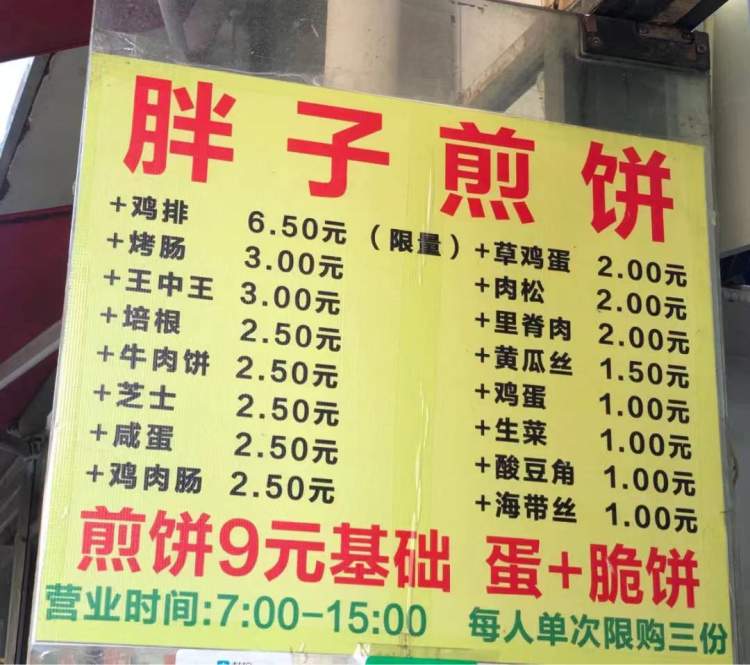 胖子煎饼
+鸡排 6.50元（限量）
+烤肠 3.00元
+王中王 3.00元
+培根 2.50元
+牛肉饼 2.50元
+芝士 2.50元
+咸蛋 2.50元
+鸡肉肠 2.50元
+草鸡蛋 2.00元
+肉松 2.00元
+里脊肉 2.00元
+黄瓜丝 1.50元
+鸡蛋 1.00元
+生菜 1.00元
+酸豆角 1.00元
+海带丝 1.00元
煎饼9元基础 蛋+脆饼
营业时间:7:00-15:00 每人单次限购三份